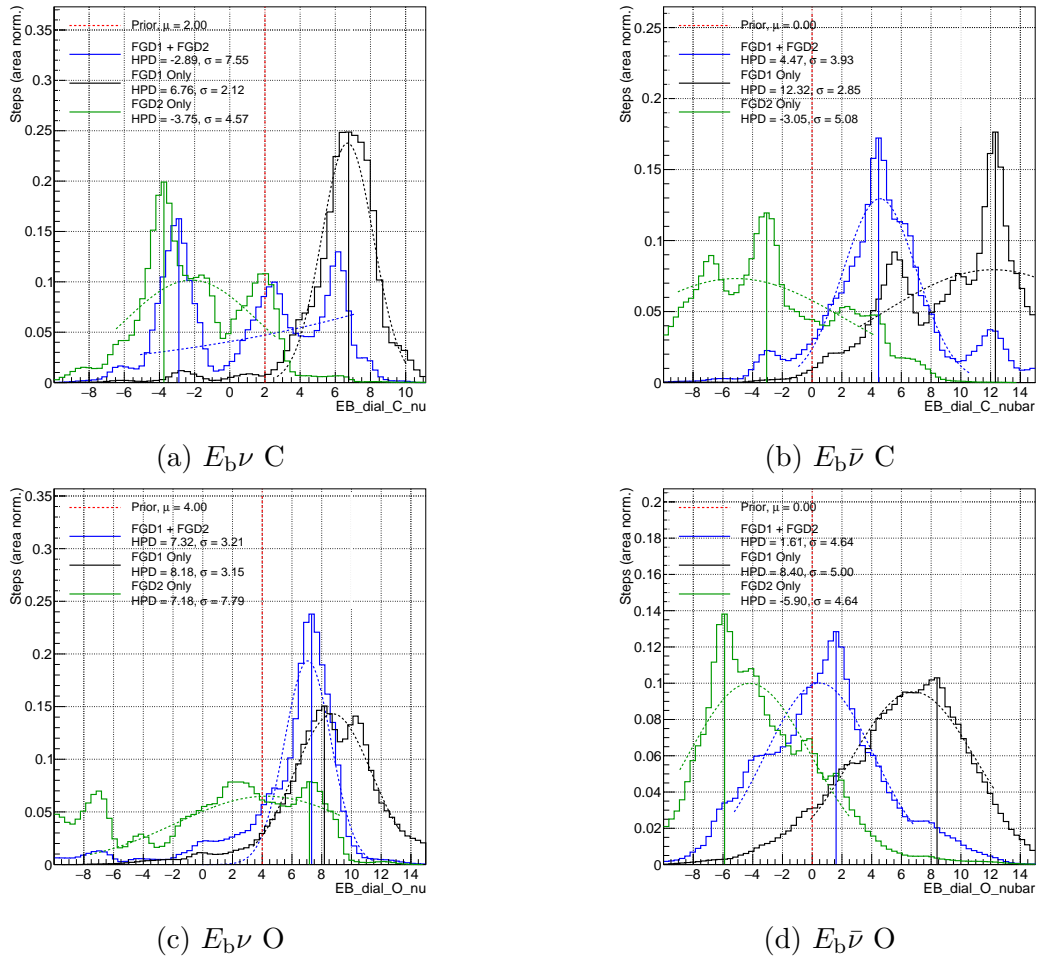 Steps (area norm.)
0.35
0.3
0.25
0.2
0.15
0.1
0.05
0
Prior, μ = 2.00
FGD1 + FGD2
HPD = -2.89, σ = 7.55
FGD1 Only
HPD = 6.76, σ = 2.12
FGD2 Only
HPD = -3.75, σ = 4.57
−8 −6 −4 −2 0 2 4 6 8 10
EB_dial_C_nu
(a) E_b ν C
Steps (area norm.)
0.25
0.2
0.15
0.1
0.05
0
Prior, μ = 0.00
FGD1 + FGD2
HPD = 4.47, σ = 3.93
FGD1 Only
HPD = 12.32, σ = 2.85
FGD2 Only
HPD = -3.05, σ = 5.08
−8 −6 −4 −2 0 2 4 6 8 10 12 14
EB_dial_C_nubar
(b) E_b ν̄ C
Steps (area norm.)
0.35
0.3
0.25
0.2
0.15
0.1
0.05
0
Prior, μ = 4.00
FGD1 + FGD2
HPD = 7.32, σ = 3.21
FGD1 Only
HPD = 8.18, σ = 3.15
FGD2 Only
HPD = 7.18, σ = 7.79
−8 −6 −4 −2 0 2 4 6 8 10 12 14
EB_dial_O_nu
(c) E_b ν O
Steps (area norm.)
0.2
0.18
0.16
0.14
0.12
0.1
0.08
0.06
0.04
0.02
0
Prior, μ = 0.00
FGD1 + FGD2
HPD = 1.61, σ = 4.64
FGD1 Only
HPD = 8.40, σ = 5.00
FGD2 Only
HPD = -5.90, σ = 4.64
−8 −6 −4 −2 0 2 4 6 8 10 12 14
EB_dial_O_nubar
(d) E_b ν̄ O